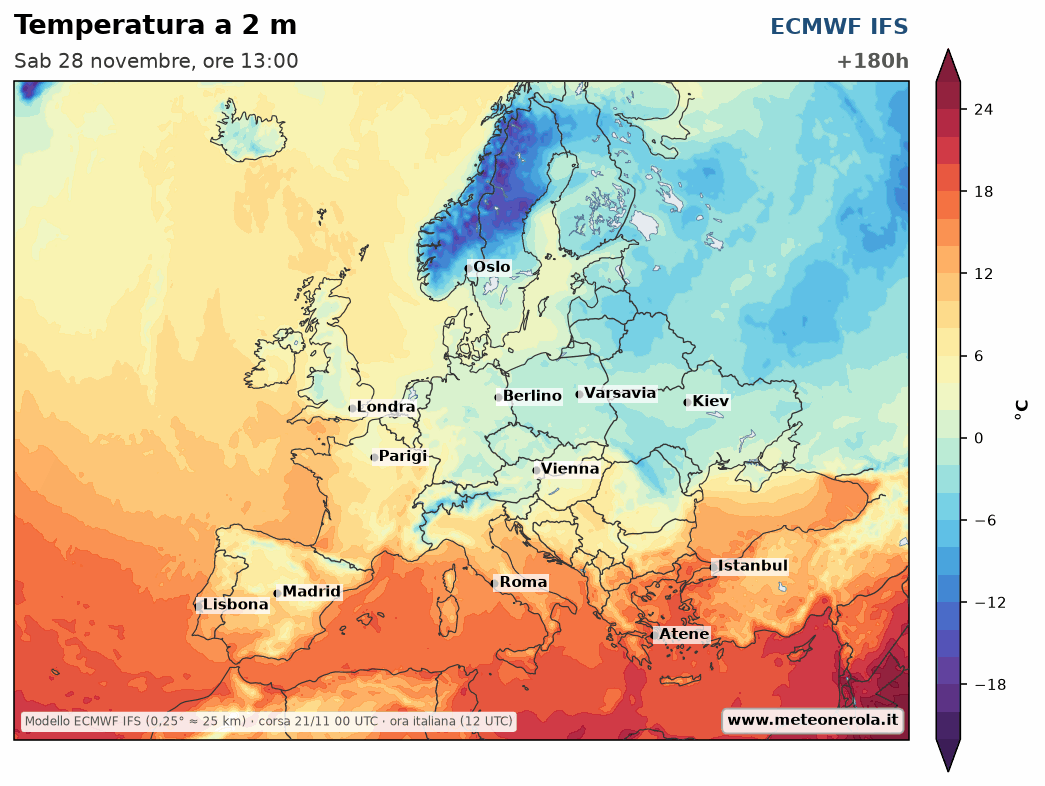 Temperatura a 2 m
ECMWF IFS
Sab 28 novembre, ore 13:00
+180h
24
18
12
6
0
−6
−12
−18
°C
Oslo
Berlino
Varsavia
Kiev
Londra
Parigi
Vienna
Istanbul
Roma
Madrid
Lisbona
Atene
Modello ECMWF IFS (0,25° ≈ 25 km) · corsa 21/11 00 UTC · ora italiana (12 UTC)
www.meteonerola.it